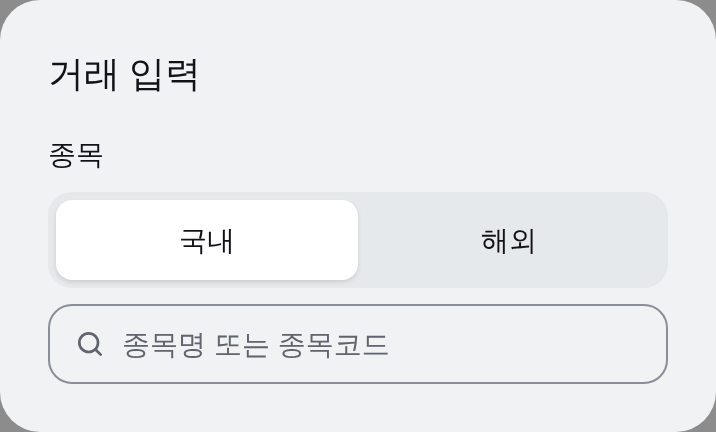 거래 입력
종목
국내
해외
종목명 또는 종목코드